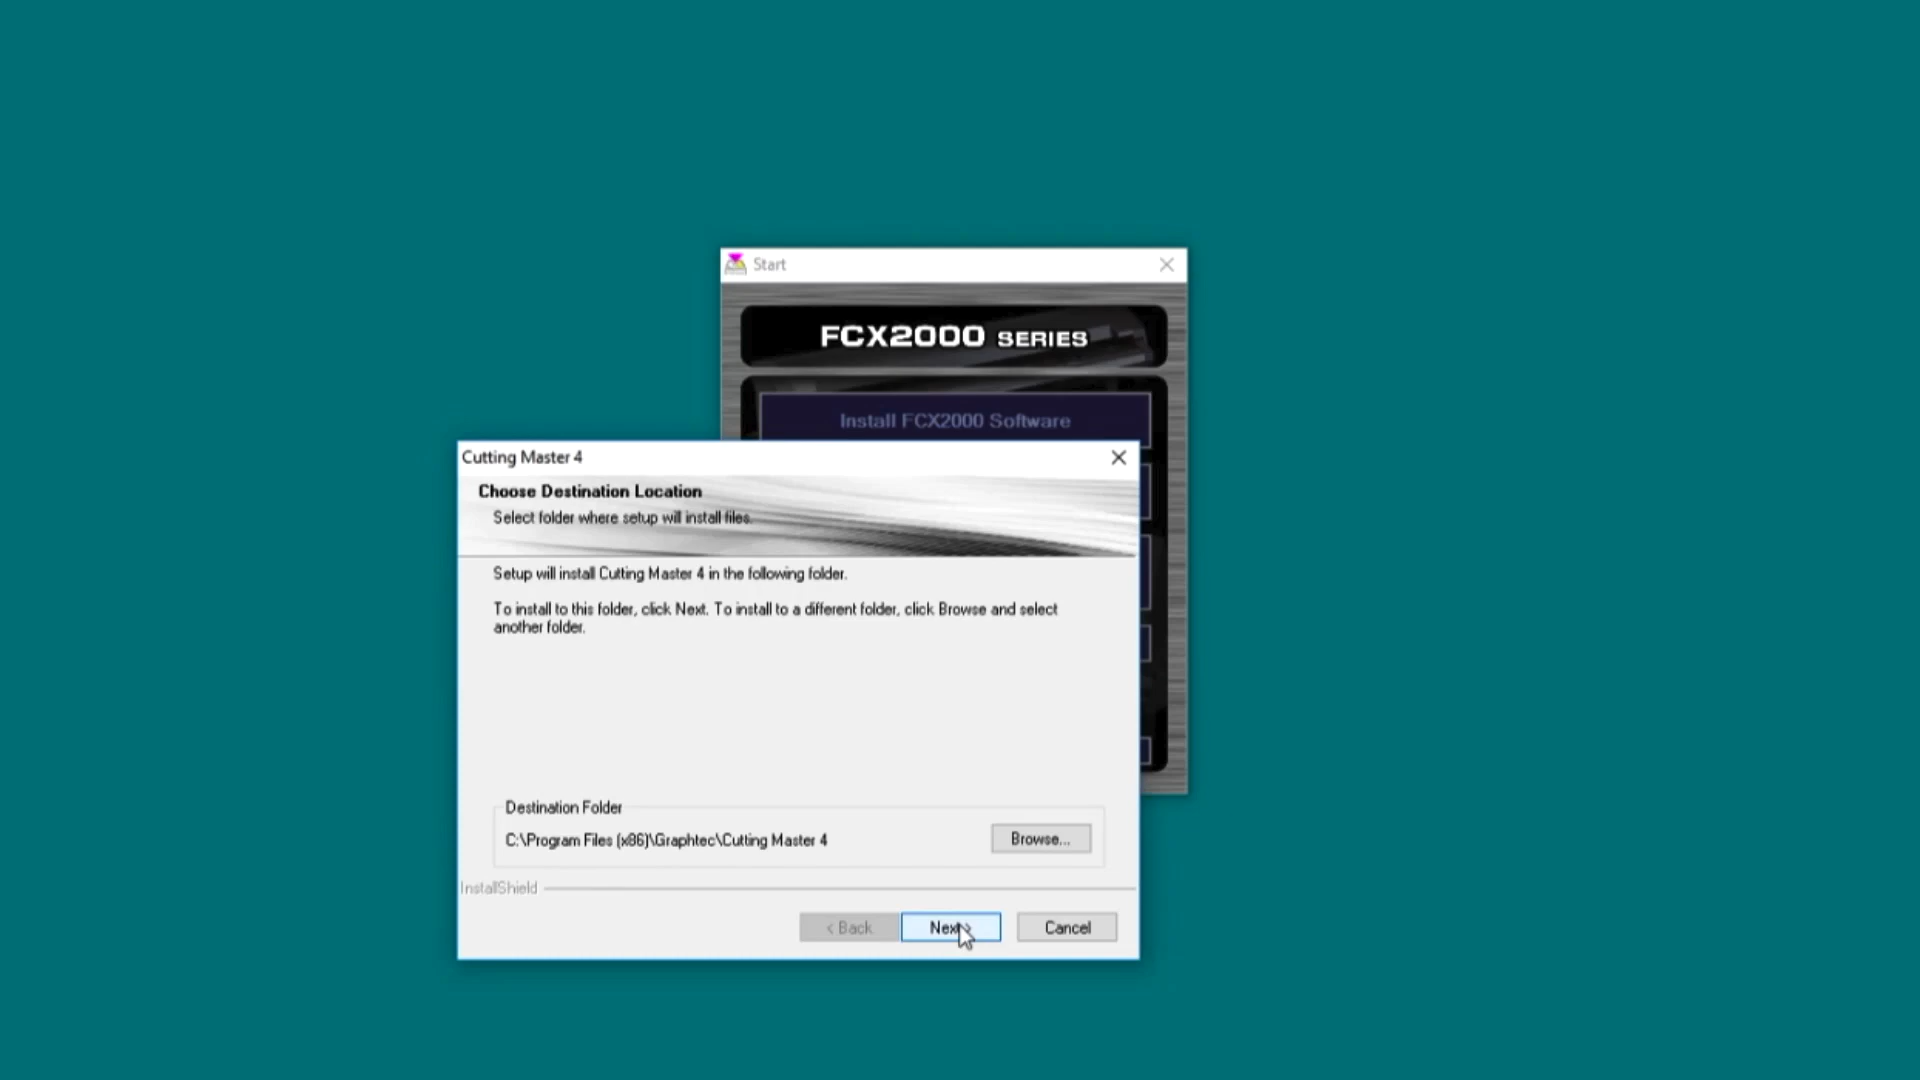 Start
FCX2000 SERIES
Install FCX2000 Software
Cutting Master 4
Choose Destination Location
Select folder where setup will install files.
Setup will install Cutting Master 4 in the following folder.
To install to this folder, click Next. To install to a different folder, click Browse and select
another folder.
Destination Folder
C:\Program Files (x86)\Graphtec\Cutting Master 4
Browse...
InstallShield
< Back
Next >
Cancel